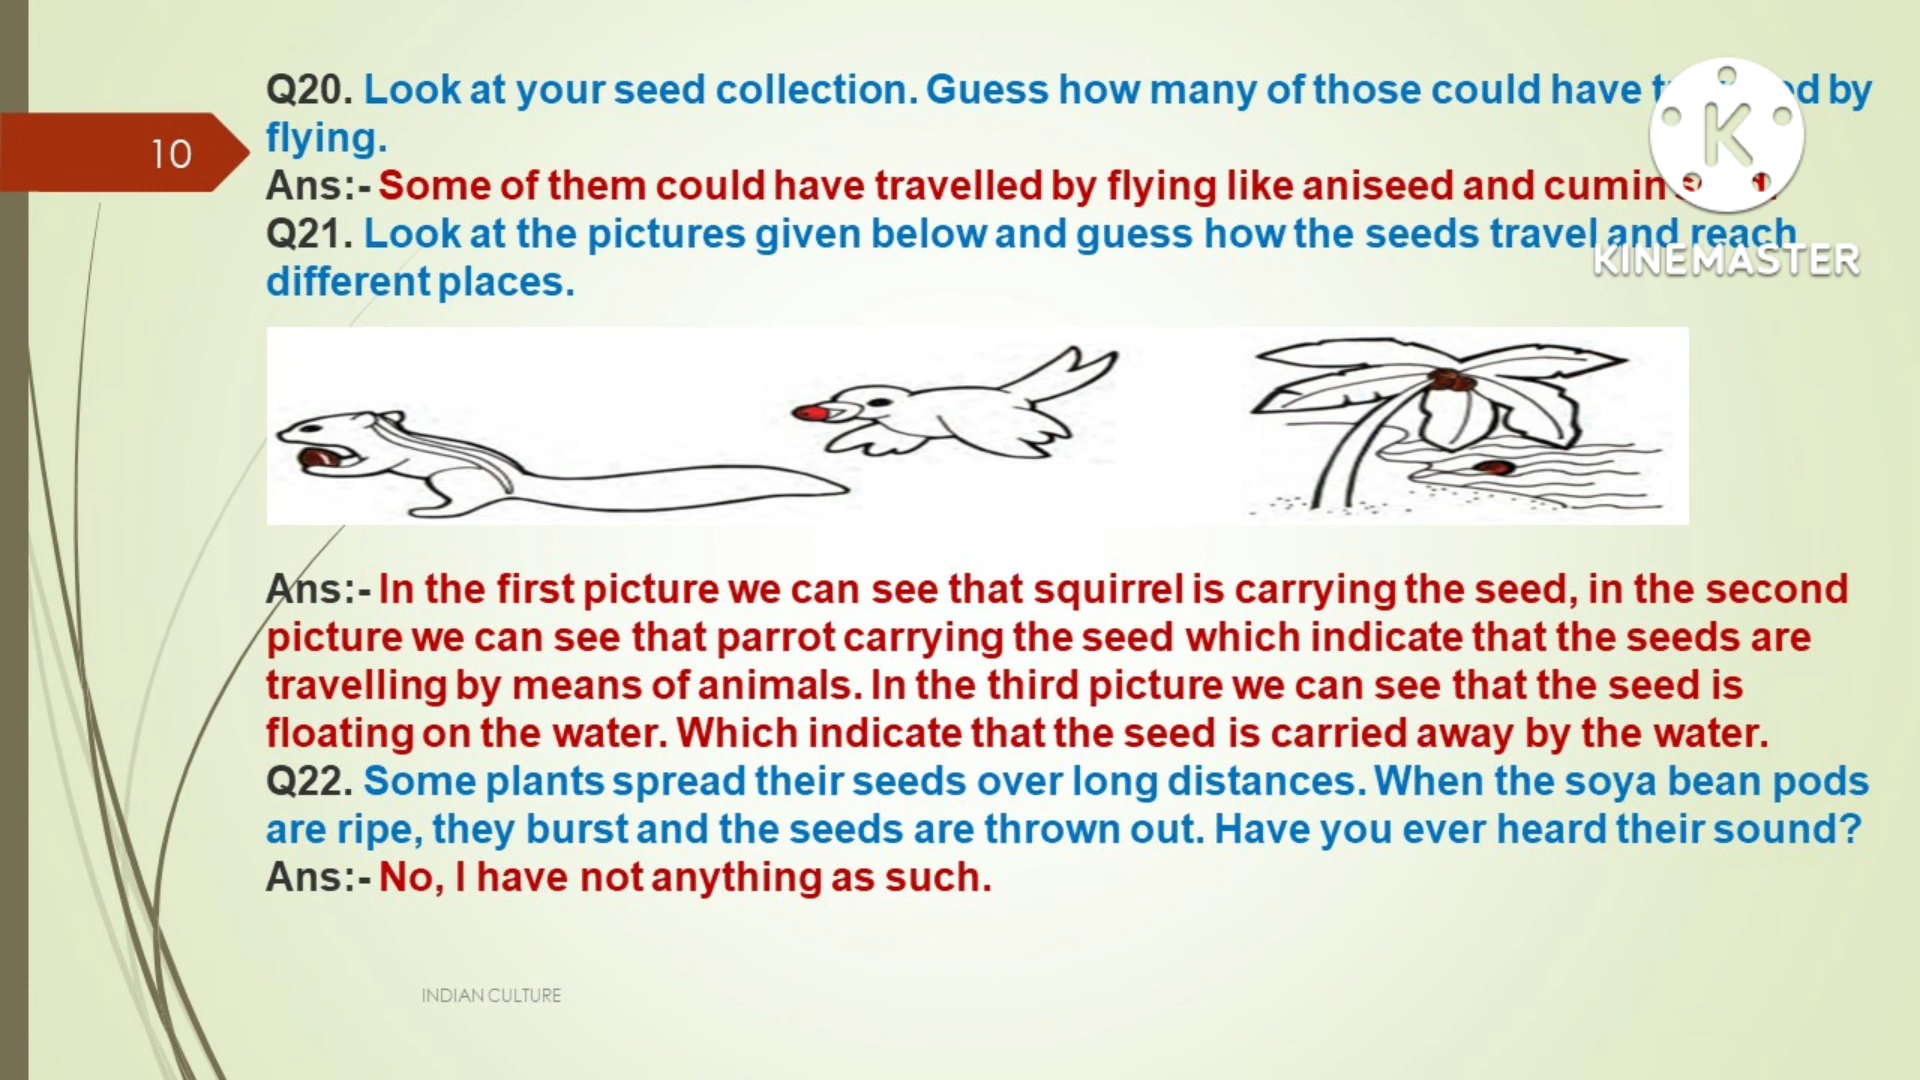 Q20. Look at your seed collection. Guess how many of those could have by
flying.
10
Ans:- Some of them could have travelled by flying like aniseed and cumin
Q21. Look at the pictures given below and guess how the seeds travel and reach
different places.
K
KINEMASTER
Ans:- In the first picture we can see that squirrel is carrying the seed, in the second
picture we can see that parrot carrying the seed which indicate that the seeds are
travelling by means of animals. In the third picture we can see that the seed is
floating on the water. Which indicate that the seed is carried away by the water.
Q22. Some plants spread their seeds over long distances. When the soya bean pods
are ripe, they burst and the seeds are thrown out. Have you ever heard their sound?
Ans:- No, I have not anything as such.
INDIAN CULTURE